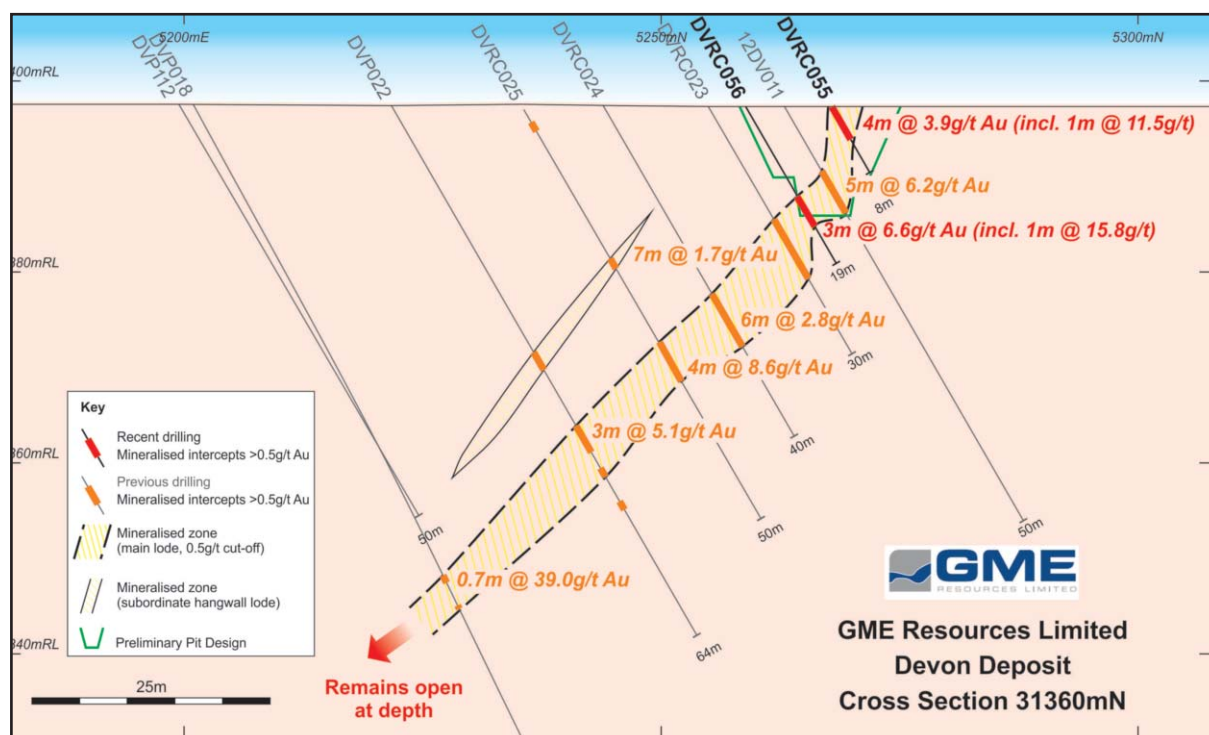 5200mE
5250mN
5300mN
400mRL
380mRL
360mRL
340mRL
DVP112
DVP018
DVP022
DVRC025
DVRC024
DVRC023
DVRC056
12DV011
DVRC055
4m @ 3.9g/t Au (incl. 1m @ 11.5g/t)
5m @ 6.2g/t Au
8m
3m @ 6.6g/t Au (incl. 1m @ 15.8g/t)
19m
7m @ 1.7g/t Au
6m @ 2.8g/t Au
30m
4m @ 8.6g/t Au
40m
3m @ 5.1g/t Au
50m
50m
50m
0.7m @ 39.0g/t Au
64m
Key
Recent drilling
Mineralised intercepts >0.5g/t Au
Previous drilling
Mineralised intercepts >0.5g/t Au
Mineralised zone
(main lode, 0.5g/t cut-off)
Mineralised zone
(subordinate hangwall lode)
Preliminary Pit Design
25m
Remains open
at depth
GME
RESOURCES LIMITED
GME Resources Limited
Devon Deposit
Cross Section 31360mN